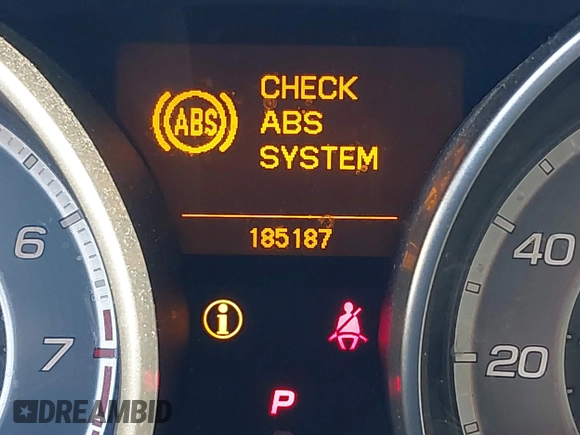 CHECK
ABS
ABS
SYSTEM
185187
6
7
40
20
i
P
DREAMBID